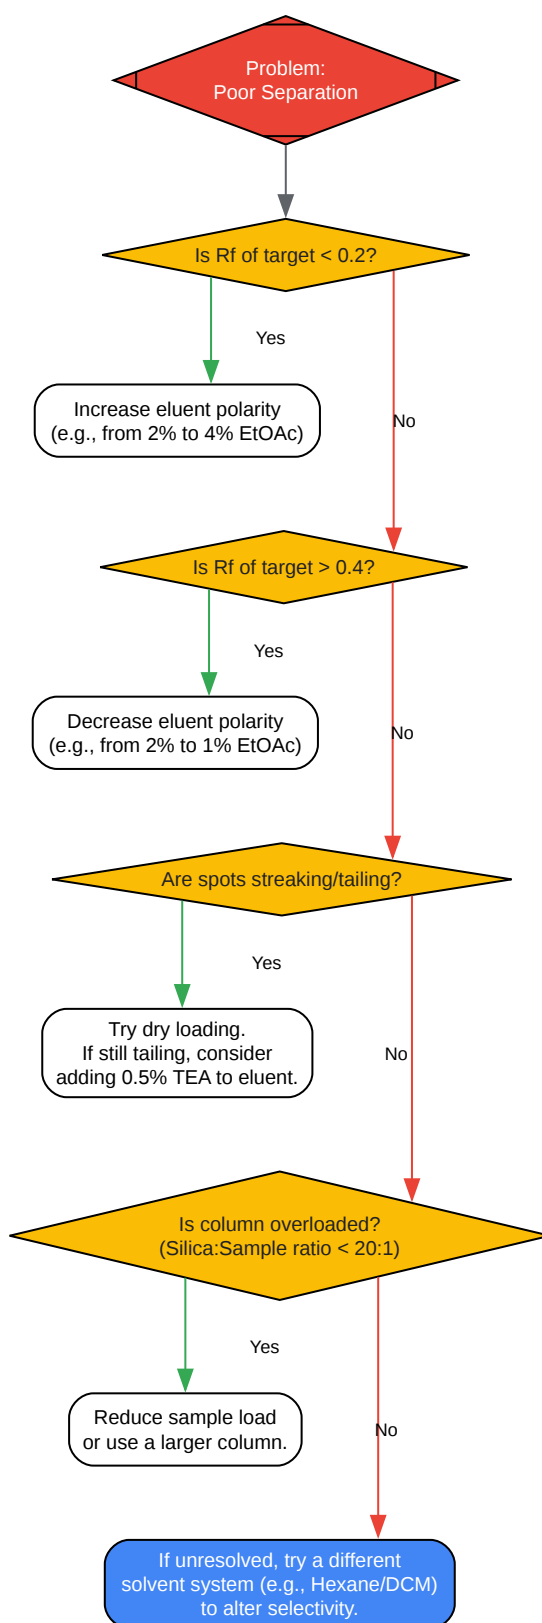 Problem:
Poor Separation
Is Rf of target < 0.2?
Yes
Increase eluent polarity
(e.g., from 2% to 4% EtOAc)
No
Is Rf of target > 0.4?
Yes
Decrease eluent polarity
(e.g., from 2% to 1% EtOAc)
No
Are spots streaking/tailing?
Yes
Try dry loading.
If still tailing, consider
adding 0.5% TEA to eluent.
No
Is column overloaded?
(Silica:Sample ratio < 20:1)
Yes
Reduce sample load
or use a larger column.
No
If unresolved, try a different
solvent system (e.g., Hexane/DCM)
to alter selectivity.